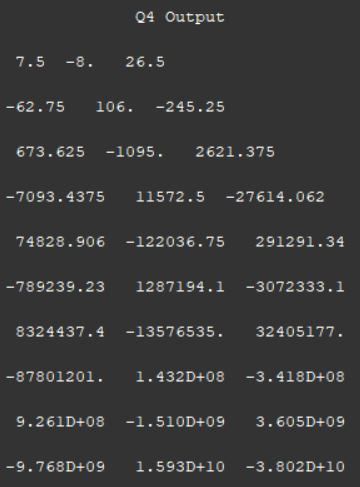 Q4 Output
7.5 -8. 26.5
-62.75 106. -245.25
673.625 -1095. 2621.375
-7093.4375 11572.5 -27614.062
74828.906 -122036.75 291291.34
-789239.23 1287194.1 -3072333.1
8324437.4 -13576535. 32405177.
-87801201. 1.432D+08 -3.418D+08
9.261D+08 -1.510D+09 3.605D+09
-9.768D+09 1.593D+10 -3.802D+10